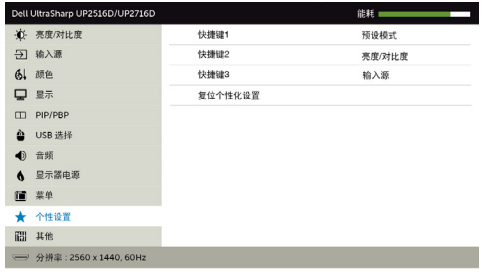 Dell UltraSharp UP2516D/UP2716D
能耗
亮度/对比度
快捷键1
预设模式
输入源
快捷键2
亮度/对比度
颜色
快捷键3
输入源
显示
复位个性化设置
PIP/PBP
USB 选择
音频
显示器电源
菜单
个性设置
其他
分辨率 : 2560 x 1440, 60Hz